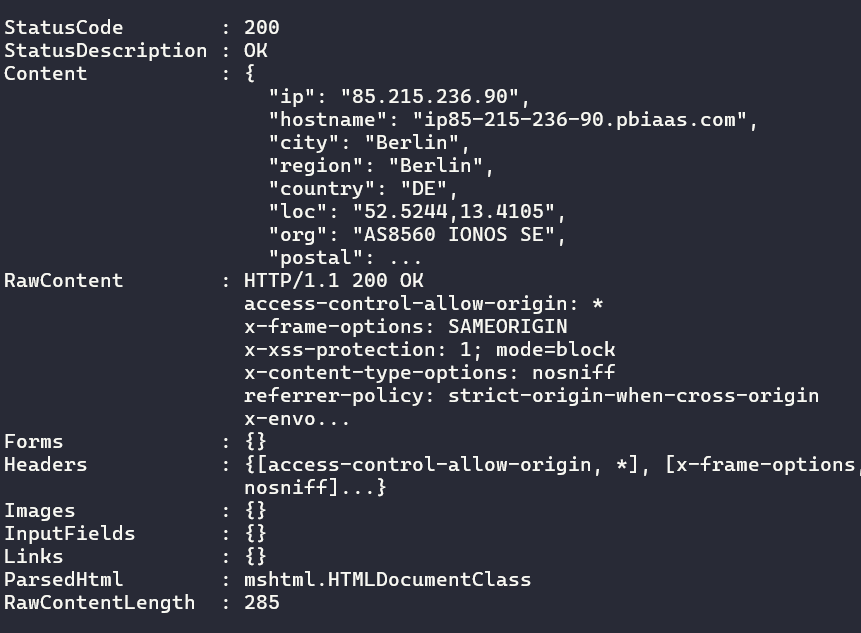 StatusCode        : 200
StatusDescription : OK
Content           : {
                      "ip": "85.215.236.90",
                      "hostname": "ip85-215-236-90.pbiaas.com",
                      "city": "Berlin",
                      "region": "Berlin",
                      "country": "DE",
                      "loc": "52.5244,13.4105",
                      "org": "AS8560 IONOS SE",
                      "postal": ...
RawContent        : HTTP/1.1 200 OK
                    access-control-allow-origin: *
                    x-frame-options: SAMEORIGIN
                    x-xss-protection: 1; mode=block
                    x-content-type-options: nosniff
                    referrer-policy: strict-origin-when-cross-origin
                    x-envo...
Forms             : {}
Headers           : {[access-control-allow-origin, *], [x-frame-options,
                    nosniff]...}
Images            : {}
InputFields       : {}
Links             : {}
ParsedHtml        : mshtml.HTMLDocumentClass
RawContentLength  : 285